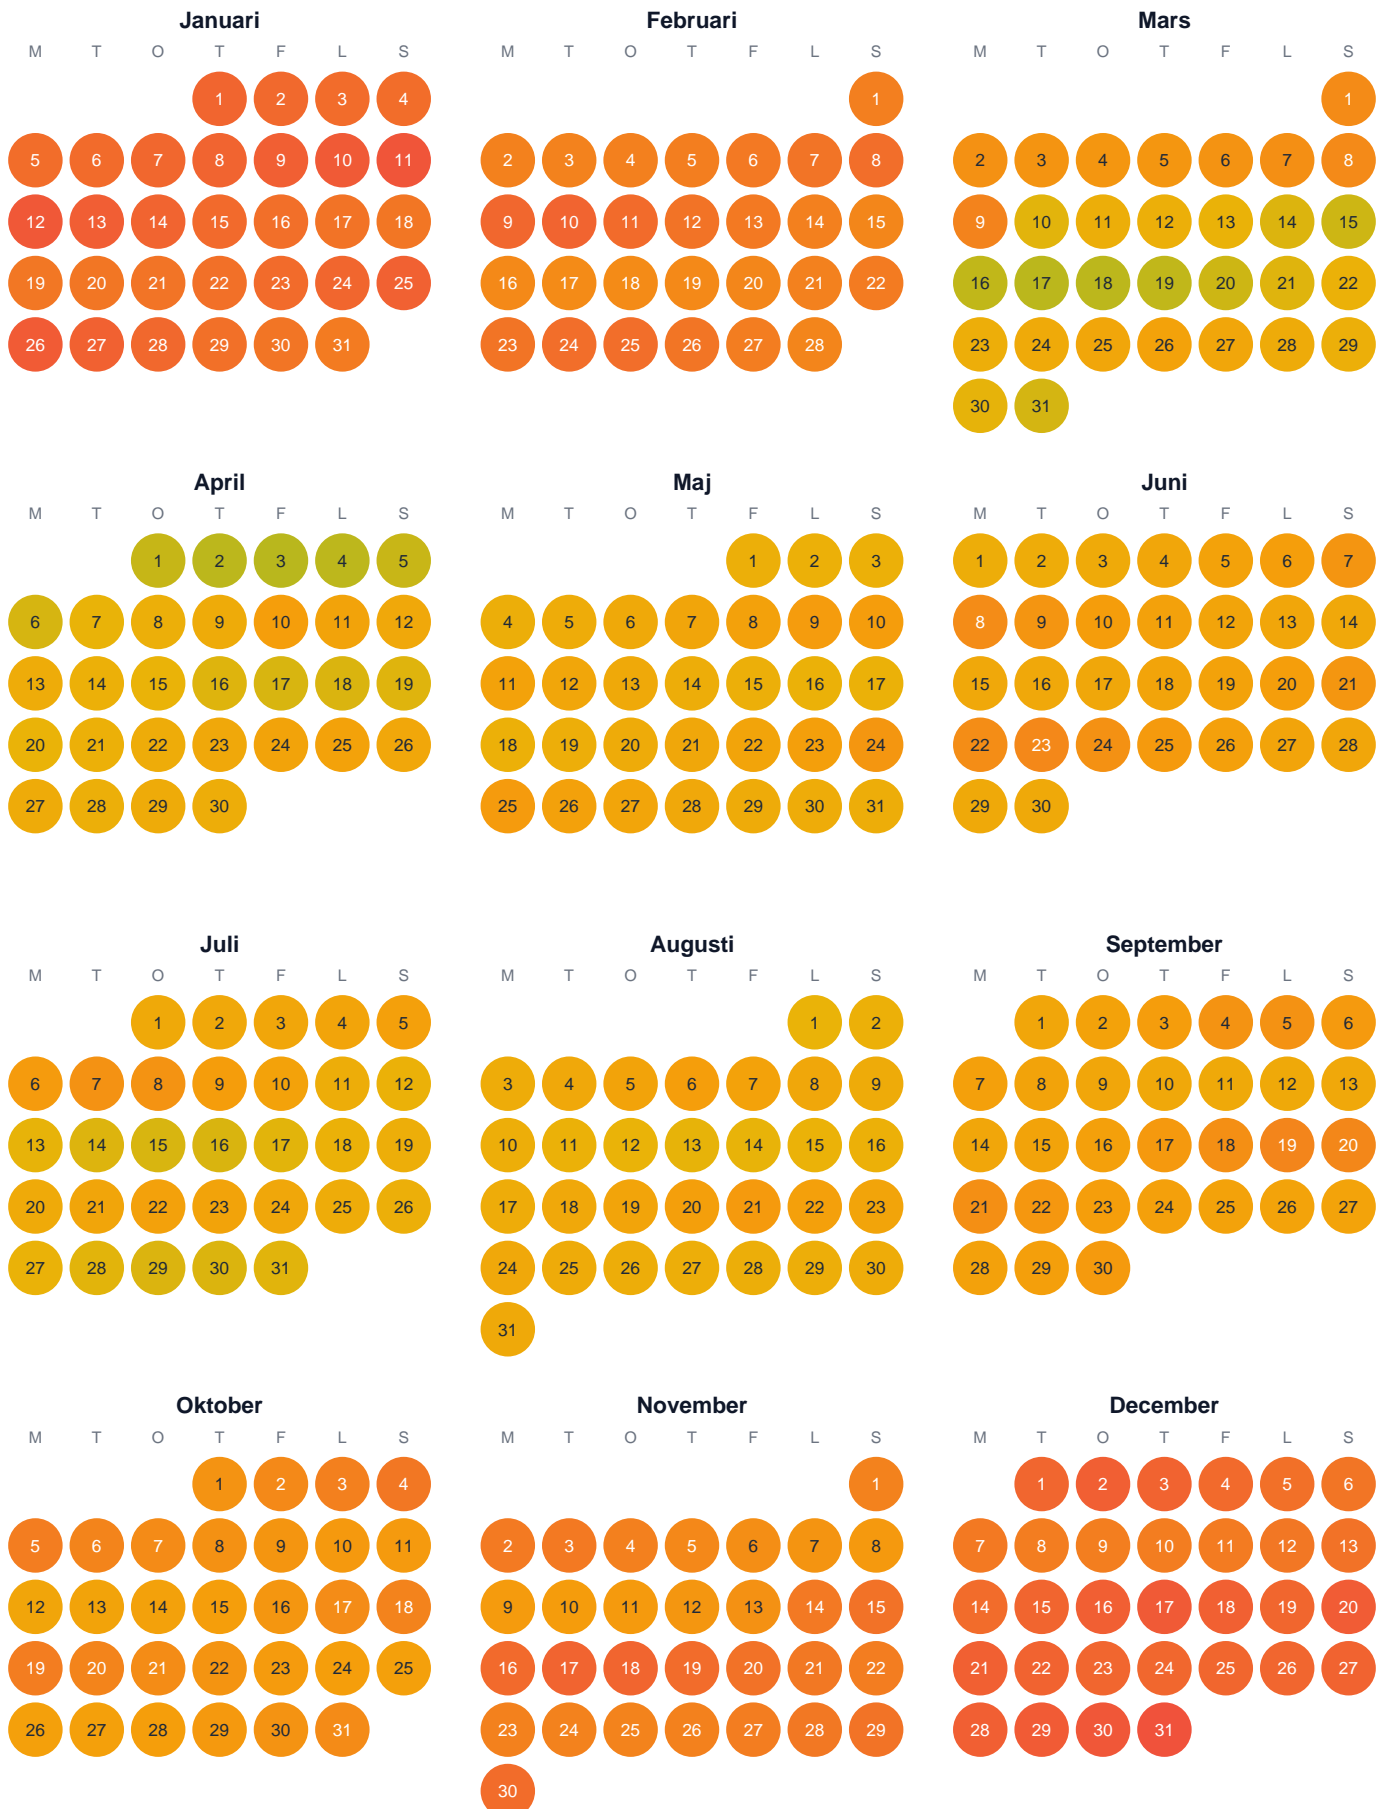 Januari Februari Mars
M T O T F L S M T O T F L S M T O T F L S
1 2 3 4 1 1
5 6 7 8 9 10 11 2 3 4 5 6 7 8 2 3 4 5 6 7 8
12 13 14 15 16 17 18 9 10 11 12 13 14 15 9 10 11 12 13 14 15
19 20 21 22 23 24 25 16 17 18 19 20 21 22 16 17 18 19 20 21 22
26 27 28 29 30 31 23 24 25 26 27 28 23 24 25 26 27 28 29
30 31
April Maj Juni
M T O T F L S M T O T F L S M T O T F L S
1 2 3 4 5 1 2 3 1 2 3 4 5 6 7
6 7 8 9 10 11 12 4 5 6 7 8 9 10 8 9 10 11 12 13 14
13 14 15 16 17 18 19 11 12 13 14 15 16 17 15 16 17 18 19 20 21
20 21 22 23 24 25 26 18 19 20 21 22 23 24 22 23 24 25 26 27 28
27 28 29 30 25 26 27 28 29 30 31 29 30
Juli Augusti September
M T O T F L S M T O T F L S M T O T F L S
1 2 3 4 5 1 2 1 2 3 4 5 6
6 7 8 9 10 11 12 3 4 5 6 7 8 9 7 8 9 10 11 12 13
13 14 15 16 17 18 19 10 11 12 13 14 15 16 14 15 16 17 18 19 20
20 21 22 23 24 25 26 17 18 19 20 21 22 23 21 22 23 24 25 26 27
27 28 29 30 31 24 25 26 27 28 29 30 28 29 30
31
Oktober November December
M T O T F L S M T O T F L S M T O T F L S
1 2 3 4 1 1 2 3 4 5 6
5 6 7 8 9 10 11 2 3 4 5 6 7 8 7 8 9 10 11 12 13
12 13 14 15 16 17 18 9 10 11 12 13 14 15 14 15 16 17 18 19 20
19 20 21 22 23 24 25 16 17 18 19 20 21 22 21 22 23 24 25 26 27
26 27 28 29 30 31 23 24 25 26 27 28 29 28 29 30 31
30